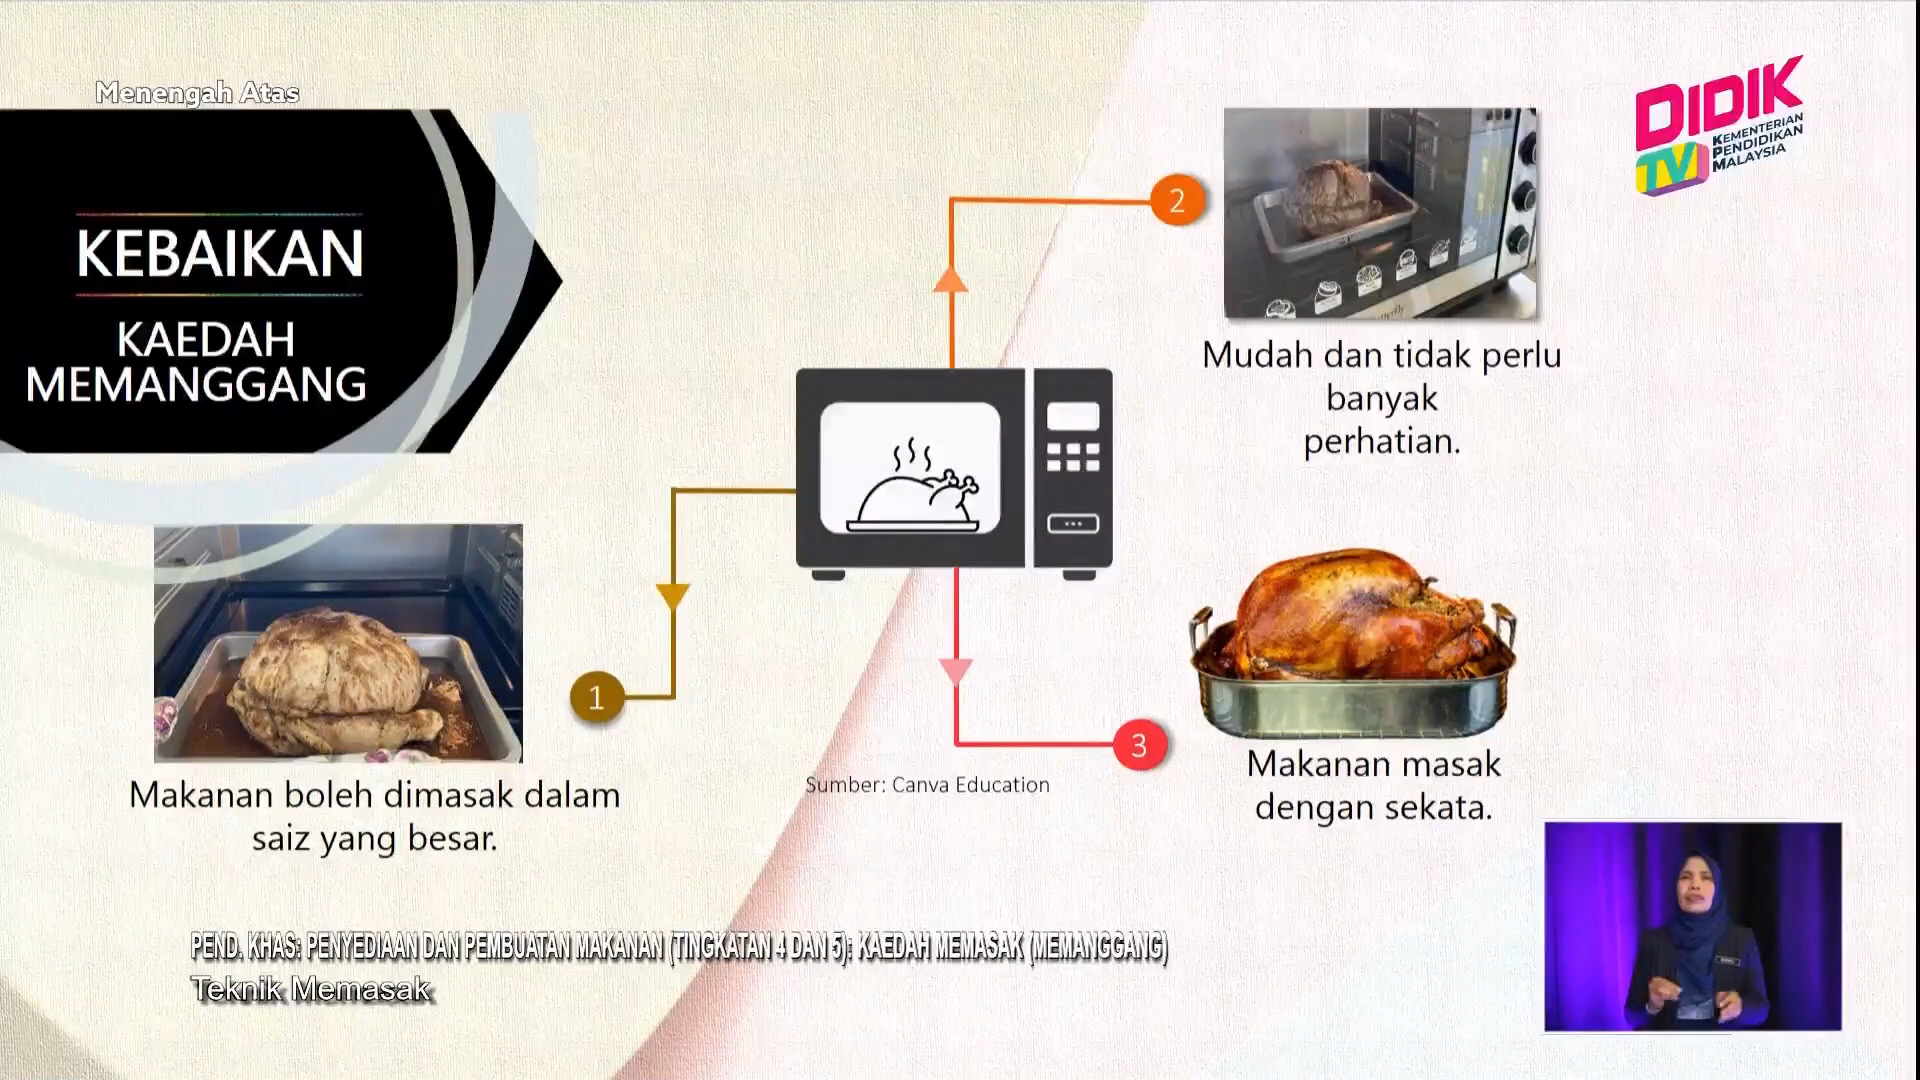 Menengah Atas
DIDIK
TV
KEMENTERIAN
PENDIDIKAN
MALAYSIA
KEBAIKAN
KAEDAH
MEMANGGANG
2
Mudah dan tidak perlu
banyak
perhatian.
1
Makanan boleh dimasak dalam
saiz yang besar.
3
Makanan masak
dengan sekata.
Sumber: Canva Education
PEND. KHAS: PENYEDIAAN DAN PEMBUATAN MAKANAN (TINGKATAN 4 DAN 5): KAEDAH MEMASAK (MEMANGGANG)
Teknik Memasak